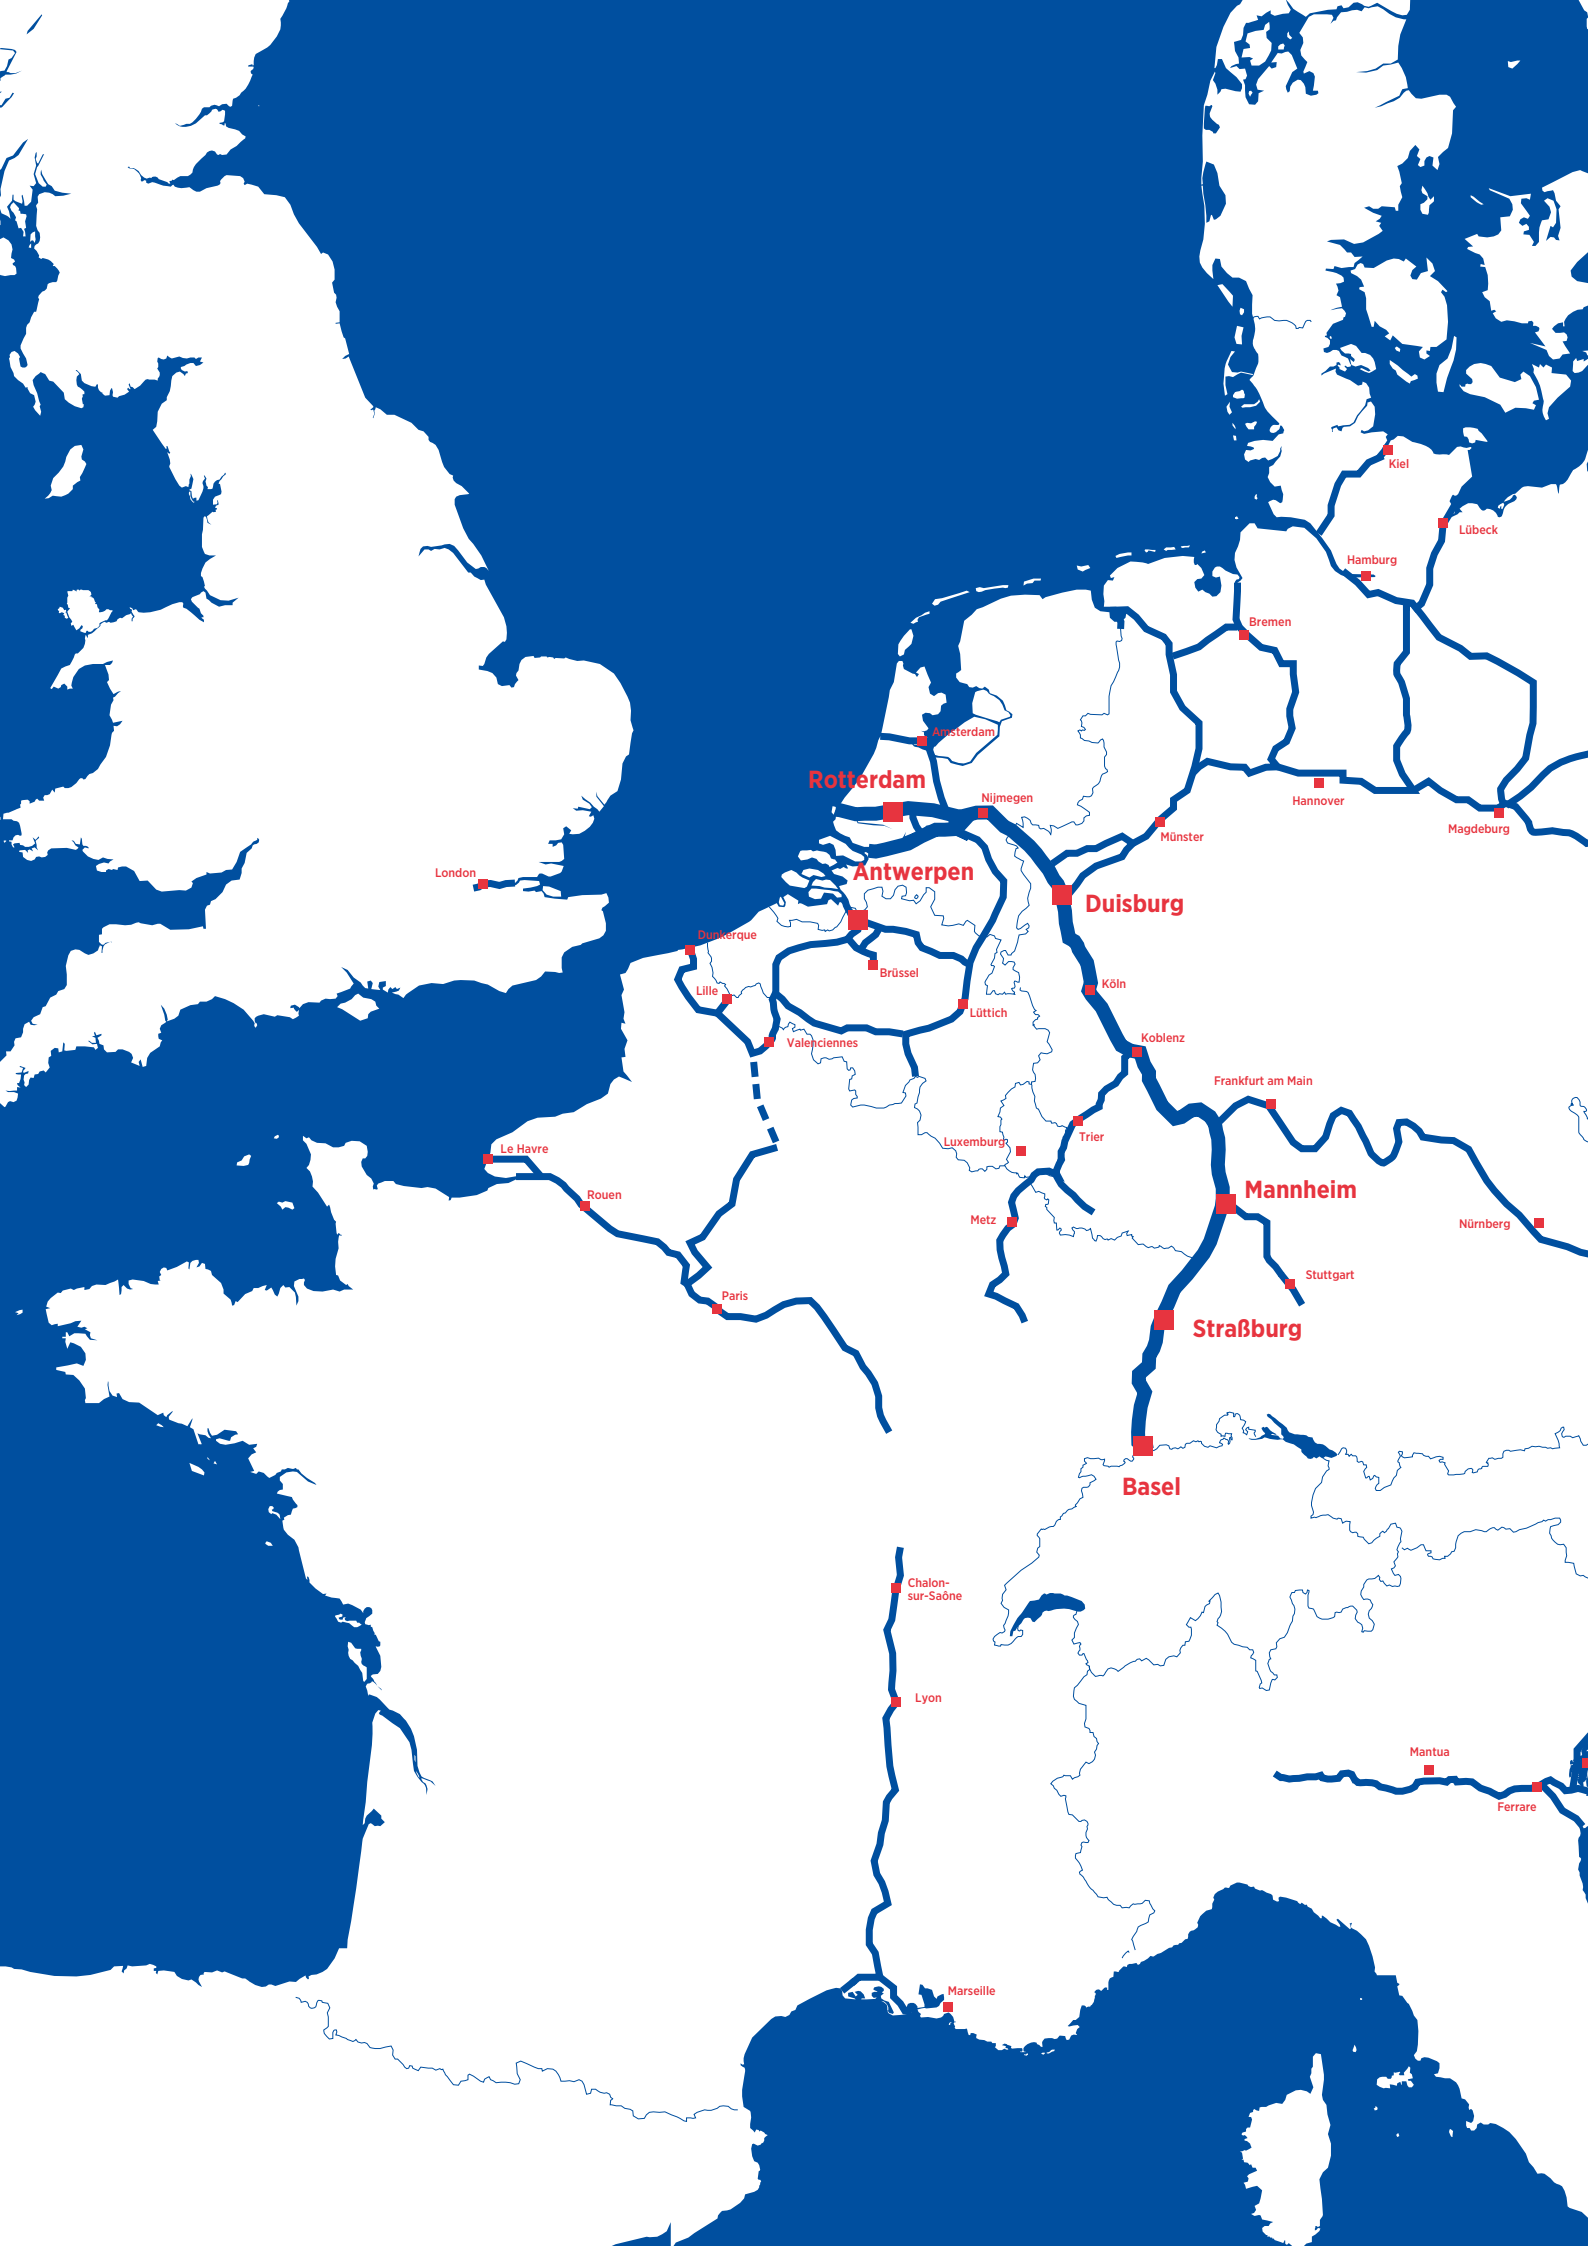 Kiel
Lübeck
Hamburg
Bremen
Amsterdam
Rotterdam
Nijmegen
Hannover
Magdeburg
Münster
London
Antwerpen
Duisburg
Dunkerque
Brüssel
Lille
Köln
Lüttich
Valenciennes
Koblenz
Frankfurt am Main
Trier
Luxemburg
Le Havre
Rouen
Mannheim
Metz
Nürnberg
Stuttgart
Paris
Straßburg
Basel
Chalon-
sur-Saône
Lyon
Mantua
Ferrare
Marseille